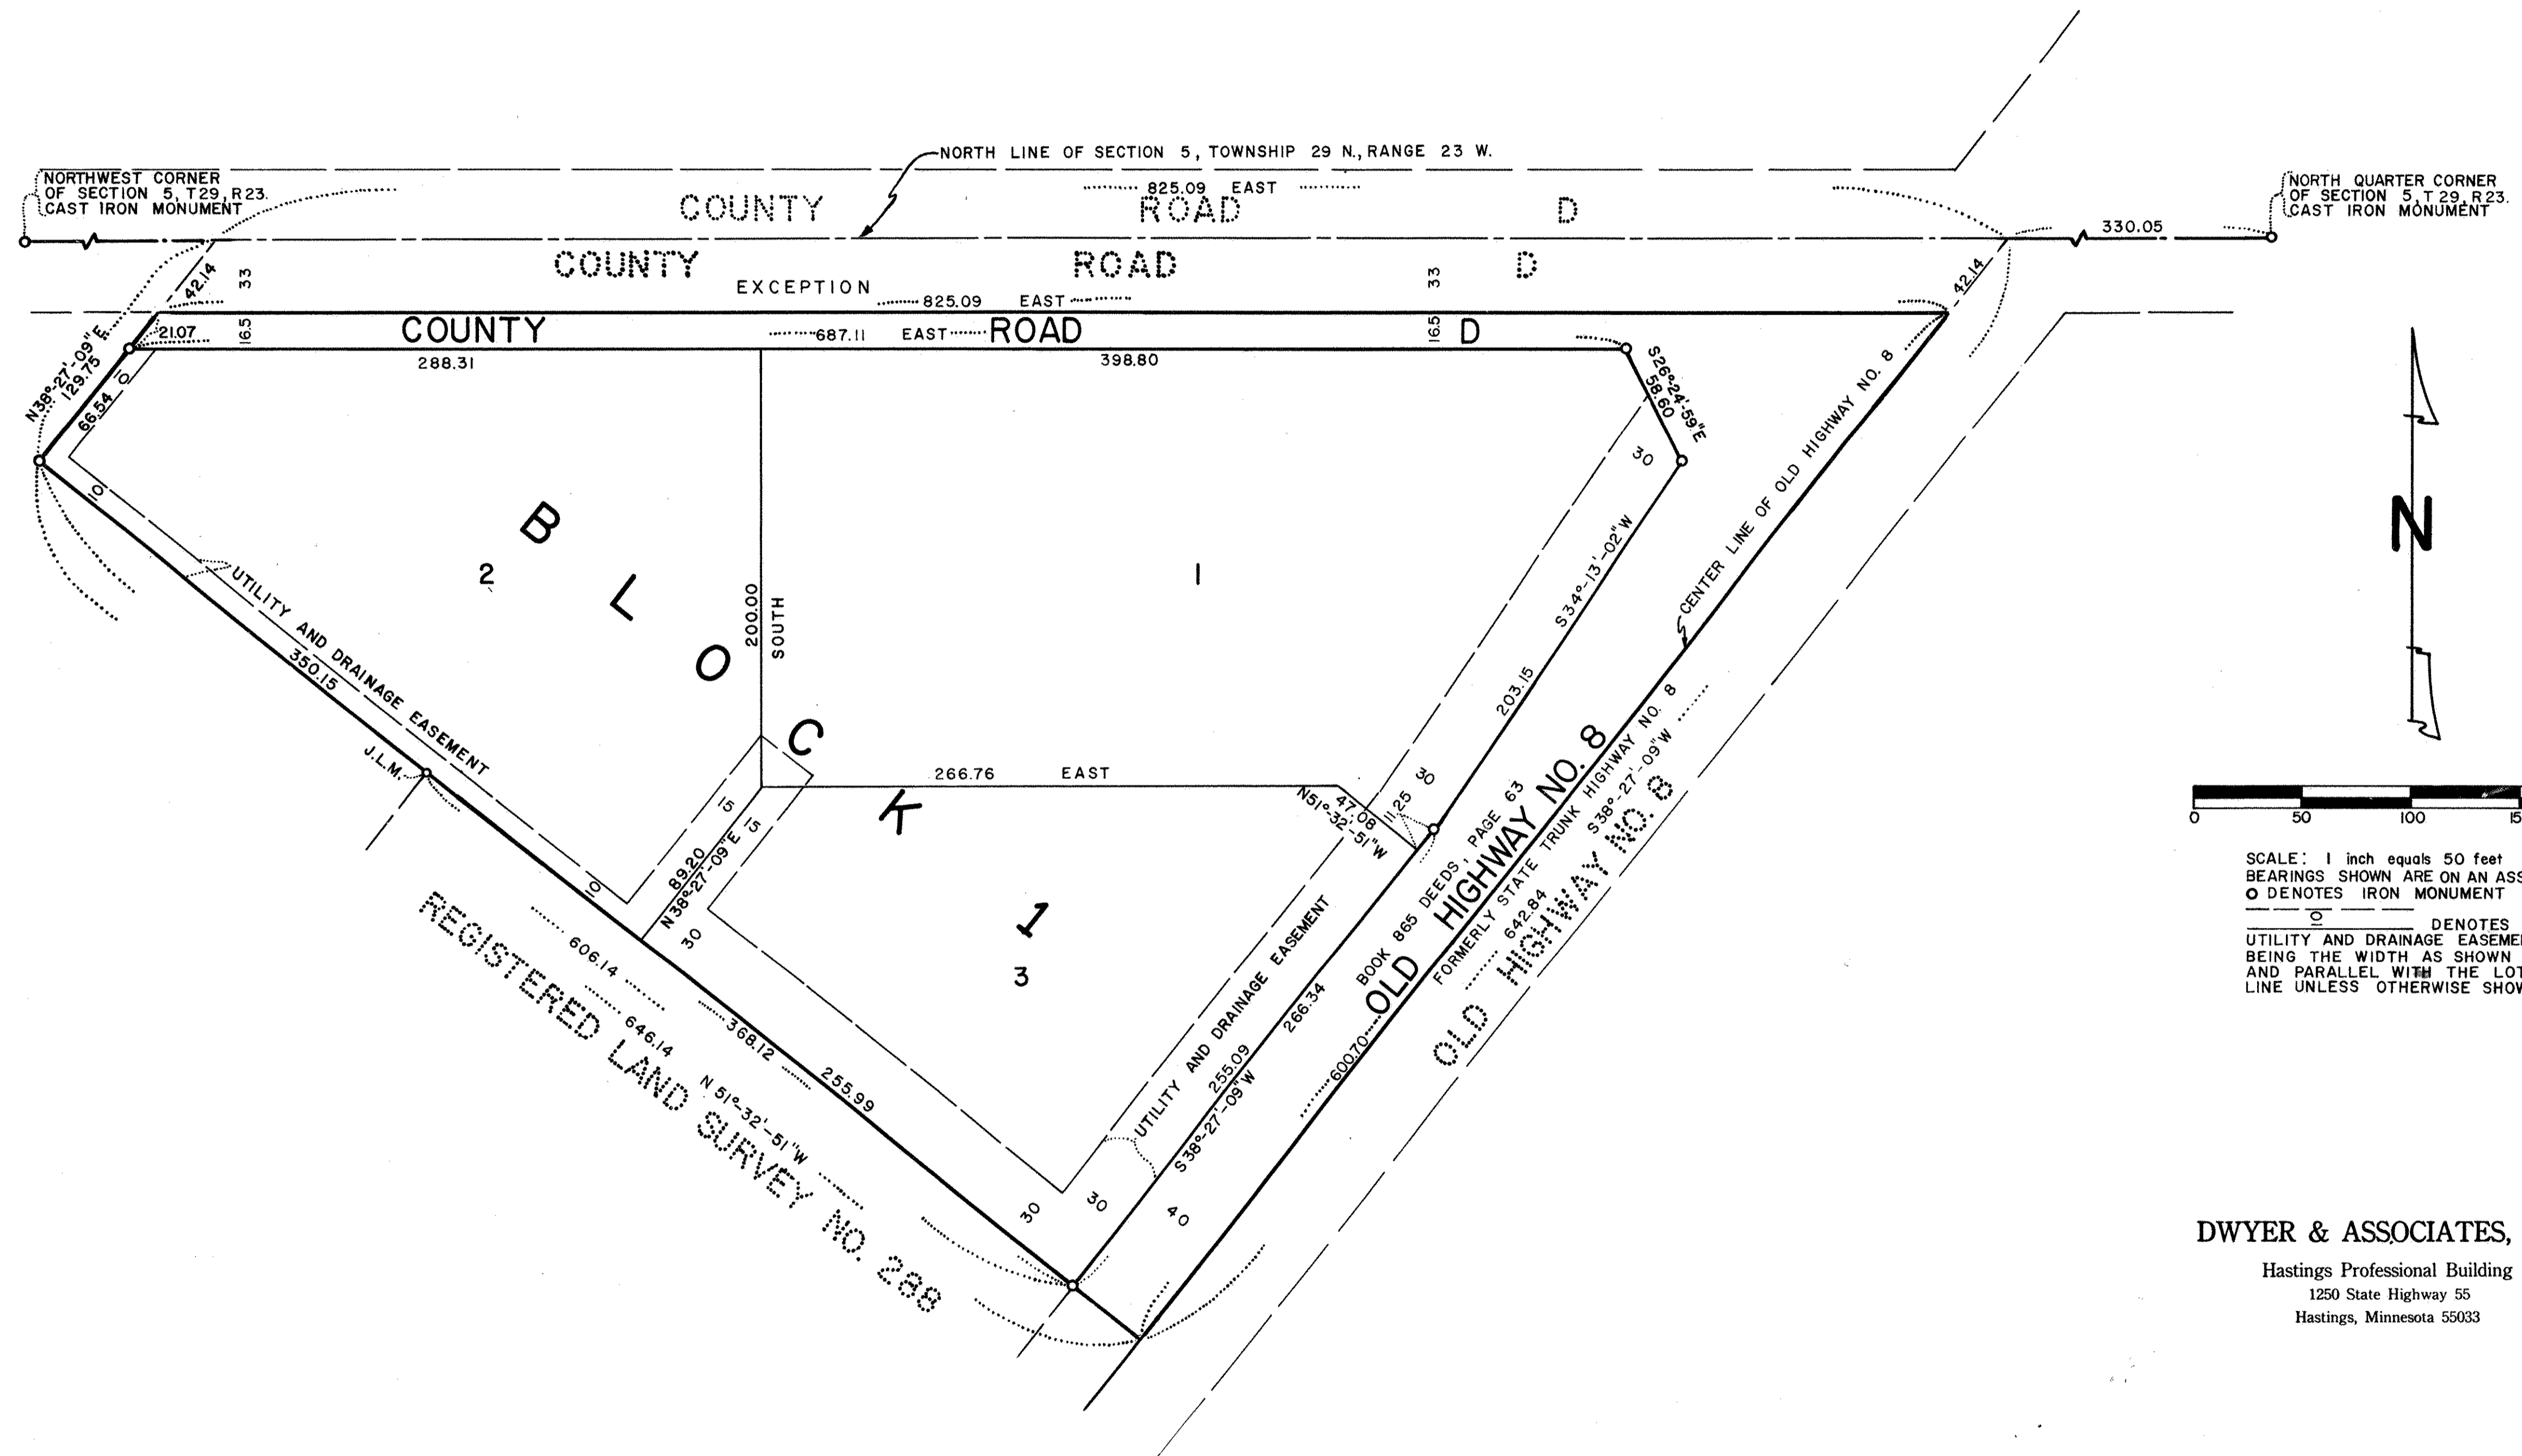 NORTH LINE OF SECTION 5, TOWNSHIP 29 N., RANGE 23 W.
NORTHWEST CORNER
OF SECTION 5, T29, R23.
CAST IRON MONUMENT
825.09 EAST
COUNTY ROAD D
NORTH QUARTER CORNER
OF SECTION 5, T 29, R23.
CAST IRON MONUMENT
330.05
42.14
33
COUNTY ROAD D
33
42.14
EXCEPTION
825.09 EAST
N38°-27'-09"E
129.75
21.07
16.5
COUNTY ROAD D
687.11 EAST
16.5
288.31
398.80
S26°-24'-59"E
58.60
10
66.54
10
30
CENTER LINE OF OLD HIGHWAY NO. 8
N
BLOCK
1
2
1
200.00
SOUTH
S34°-13'-02"W
203.15
UTILITY AND DRAINAGE EASEMENT
350.15
J.L.M.
266.76 EAST
30
11.25
47.08
N51°-32'-51"W
15
15
89.20
N38°-27'-09"E
10
30
3
BOOK 865 DEEDS, PAGE 63
OLD HIGHWAY NO. 8
FORMERLY STATE TRUNK HIGHWAY NO. 8
642.84
S38°-27'-09"W
OLD HIGHWAY NO. 8
600.70
UTILITY AND DRAINAGE EASEMENT
266.34
255.09
S38°-27'-09"W
606.14
646.14
N 51°-32'-51"W
368.12
255.99
REGISTERED LAND SURVEY NO. 288
30
30
40
0 50 100 15
SCALE: 1 inch equals 50 feet
BEARINGS SHOWN ARE ON AN ASS
O DENOTES IRON MONUMENT
10
DENOTES
UTILITY AND DRAINAGE EASEME
BEING THE WIDTH AS SHOWN
AND PARALLEL WITH THE LOT
LINE UNLESS OTHERWISE SHOW
DWYER & ASSOCIATES,
Hastings Professional Building
1250 State Highway 55
Hastings, Minnesota 55033